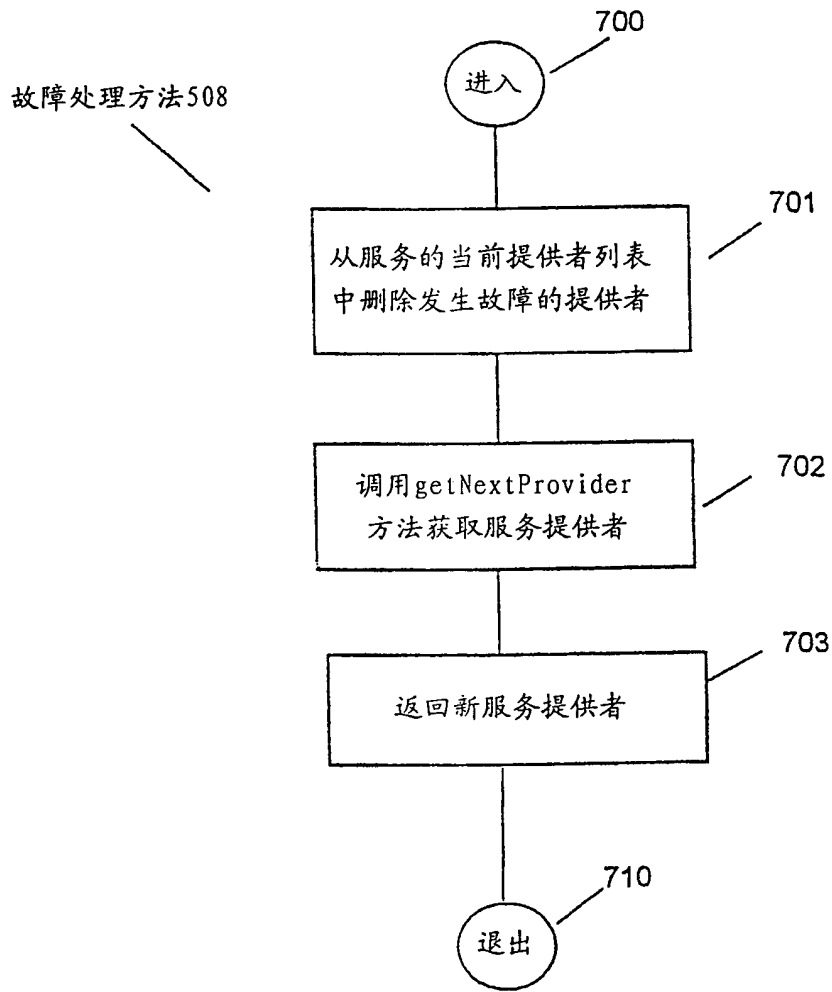 700
进入
故障处理方法508
701
从服务的当前提供者列表
中删除发生故障的提供者
702
调用getNextProvider
方法获取服务提供者
703
返回新服务提供者
710
退出